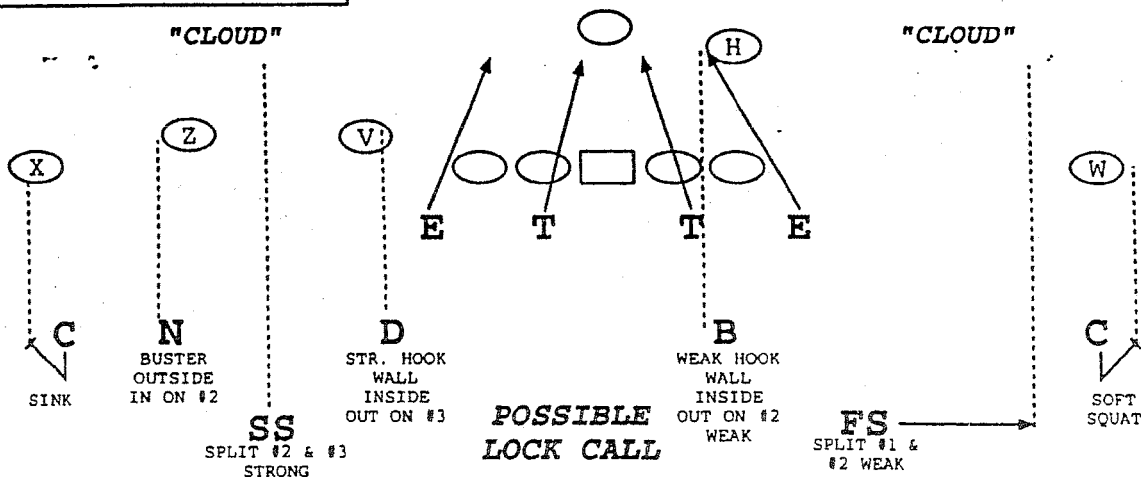 "CLOUD"
"CLOUD"
H
X
Z
V
W
E
T
T
E
C
SINK
N
BUSTER
OUTSIDE
IN ON #2
D
STR. HOOK
WALL
INSIDE
OUT ON #3
B
WEAK HOOK
WALL
INSIDE
OUT ON #2
WEAK
C
SOFT
SQUAT
SS
SPLIT #2 & #3
STRONG
POSSIBLE
LOCK CALL
FS
SPLIT #1 &
#2 WEAK